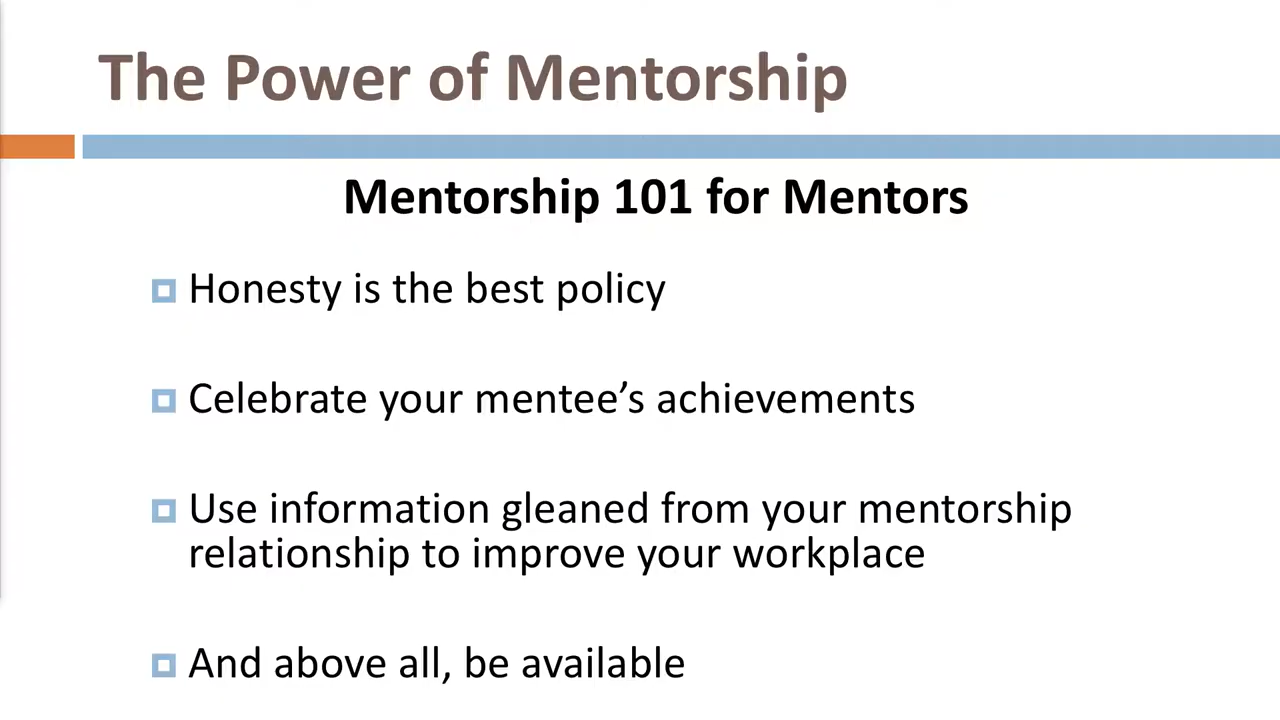 The Power of Mentorship
Mentorship 101 for Mentors
Honesty is the best policy
Celebrate your mentee’s achievements
Use information gleaned from your mentorship
relationship to improve your workplace
And above all, be available